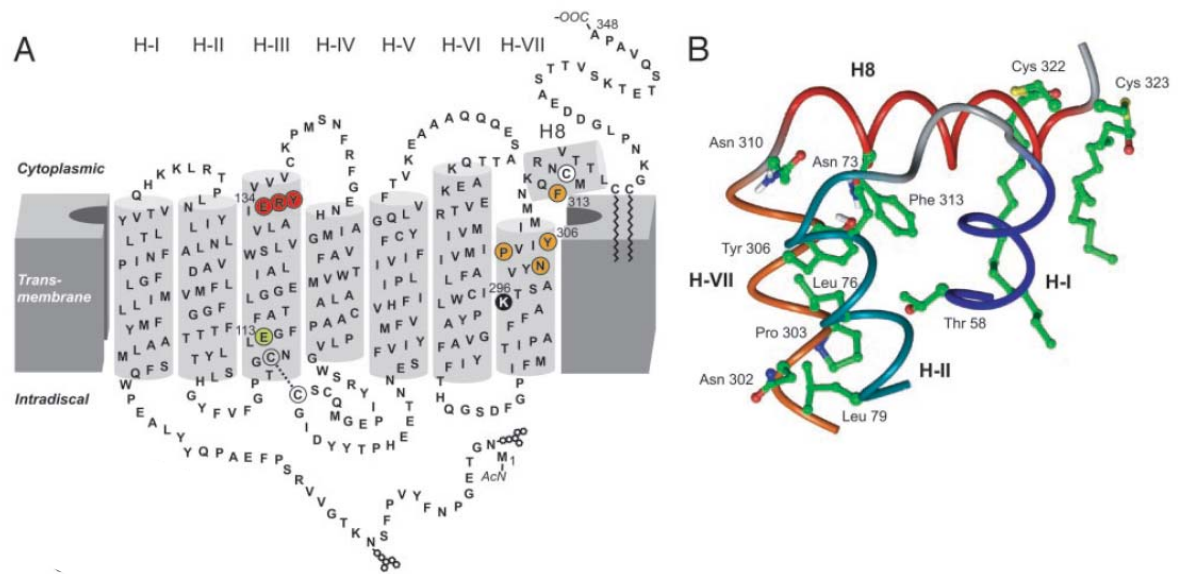 A
H-I H-II H-III H-IV H-V H-VI H-VII
-OOC
348
A P A V Q S
T T V S K T E T
S A E D D G L P N K G
H8
R N V T T
K Q C M L C C
F
313
Cytoplasmic
Trans-
membrane
Intradiscal
Q H K K L R T P
Y V T V
L T L
P I N F
L G F
L L I M
Y M F
M L A A
Q F S
W
N L
L I Y
A L N L
D A V
V M F L
G G F
T T T F
T Y L
H L S
G Y F V F G
V V V
134
I E R Y
V L A
W S L V
I A L
L G G E
F A T
113
L E G F
G C N
P T
C K P M S N F R F G
H N E
G M I A
F A V
M V W T
A L A
P A A C
V L P
G W S R Y I P E G M Q C S
C G I D Y Y T P H E E T N N
F T V
G Q L V
F C Y
I V I F
I P L
V H F I
M F V
F V I Y
E S
K E A A A Q Q Q E S A
K Q T T
K E A
R T V E
T H Q G S D F G P
N K
M
306
P V I Y
V Y N
296
K T S A
P E A L Y Y Q P A E F P S R V V G T K N
S F P V Y F N P G E T G N
M
1
AcN
B
H8
Cys 322
Cys 323
Asn 310
Asn 73
Phe 313
Tyr 306
H-VII
Leu 76
H-I
Thr 58
Pro 303
H-II
Asn 302
Leu 79